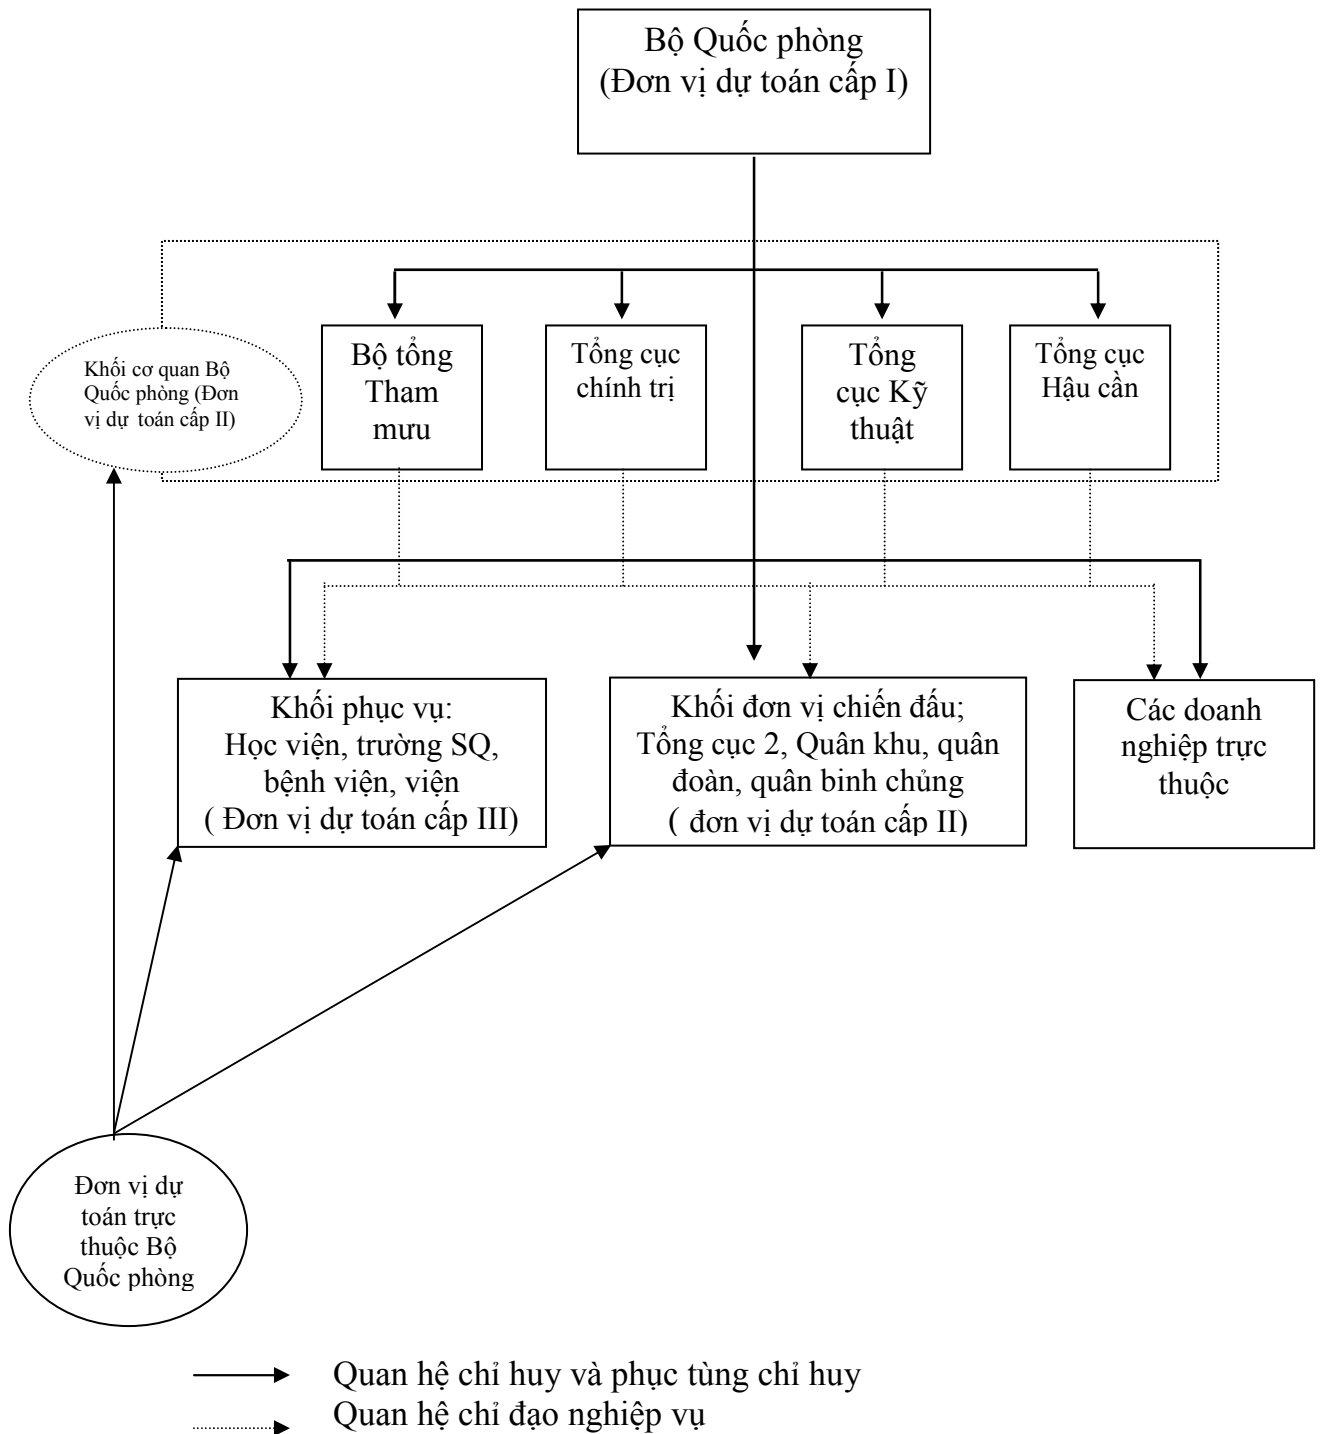 Bộ Quốc phòng
(Đơn vị dự toán cấp I)
Khối cơ quan Bộ
Quốc phòng (Đơn
vị dự toán cấp II)
Bộ tổng
Tham
mưu
Tổng cục
chính trị
Tổng
cục Kỹ
thuật
Tổng cục
Hậu cần
Khối phục vụ:
Học viện, trường SQ,
bệnh viện, viện
( Đơn vị dự toán cấp III)
Khối đơn vị chiến đấu;
Tổng cục 2, Quân khu, quân
đoàn, quân binh chủng
( đơn vị dự toán cấp II)
Các doanh
nghiệp trực
thuộc
Đơn vị dự
toán trực
thuộc Bộ
Quốc phòng
Quan hệ chỉ huy và phục tùng chỉ huy
Quan hệ chỉ đạo nghiệp vụ